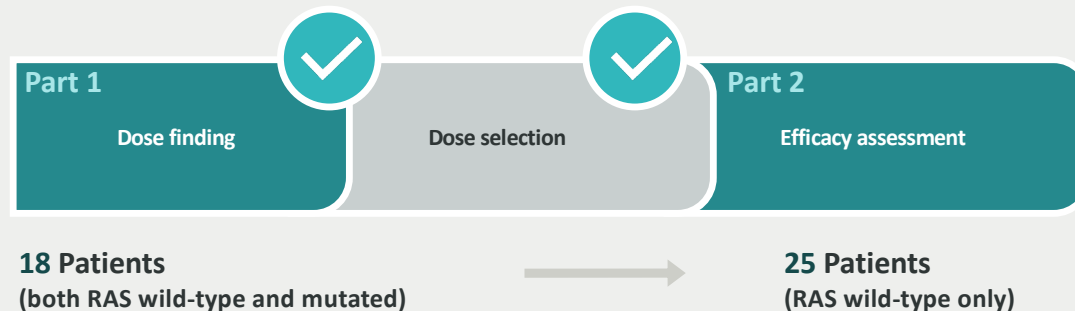 Part 1
Dose finding
Dose selection
Part 2
Efficacy assessment
18 Patients
(both RAS wild-type and mutated)
25 Patients
(RAS wild-type only)